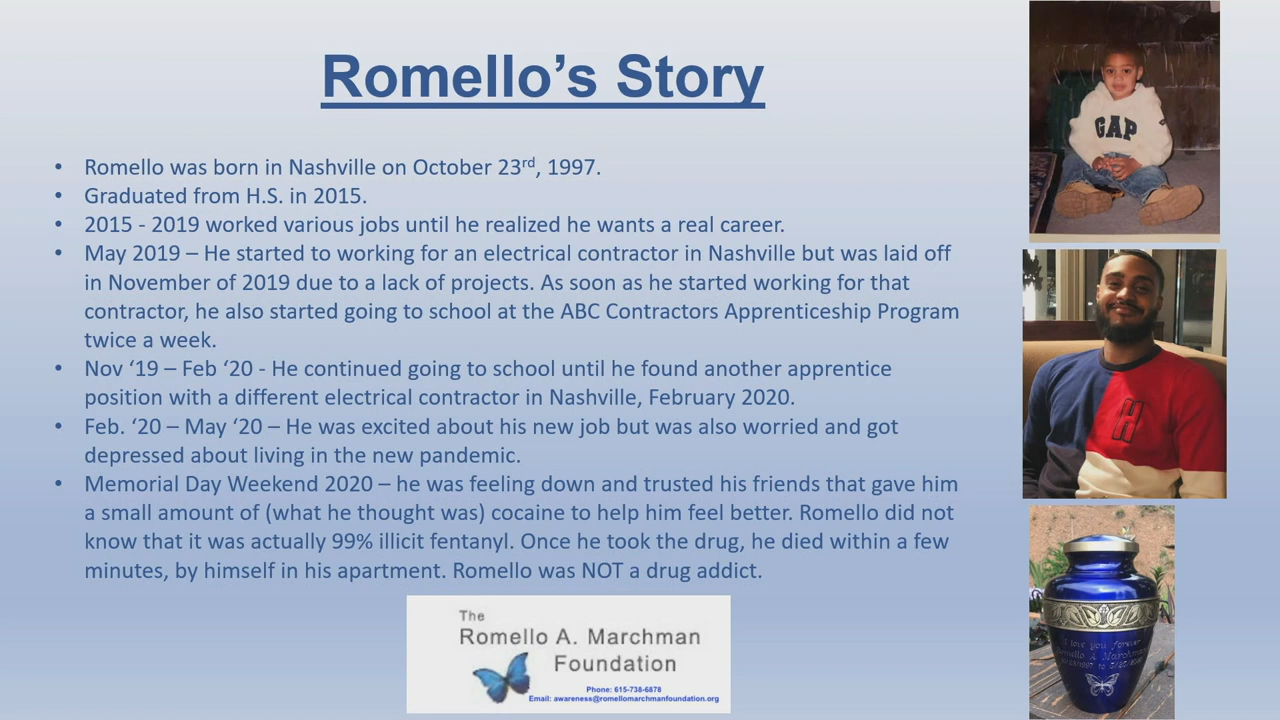 Romello’s Story
• Romello was born in Nashville on October 23rd, 1997.
• Graduated from H.S. in 2015.
• 2015 - 2019 worked various jobs until he realized he wants a real career.
• May 2019 – He started to working for an electrical contractor in Nashville but was laid off
in November of 2019 due to a lack of projects. As soon as he started working for that
contractor, he also started going to school at the ABC Contractors Apprenticeship Program
twice a week.
• Nov ‘19 – Feb ‘20 - He continued going to school until he found another apprentice
position with a different electrical contractor in Nashville, February 2020.
• Feb. ‘20 – May ‘20 – He was excited about his new job but was also worried and got
depressed about living in the new pandemic.
• Memorial Day Weekend 2020 – he was feeling down and trusted his friends that gave him
a small amount of (what he thought was) cocaine to help him feel better. Romello did not
know that it was actually 99% illicit fentanyl. Once he took the drug, he died within a few
minutes, by himself in his apartment. Romello was NOT a drug addict.
The
Romello A. Marchman
Foundation
Phone: 615-738-6878
Email: awareness@romellomarchmanfoundation.org
GAP
H
I love you forever
Romello A. Marchman